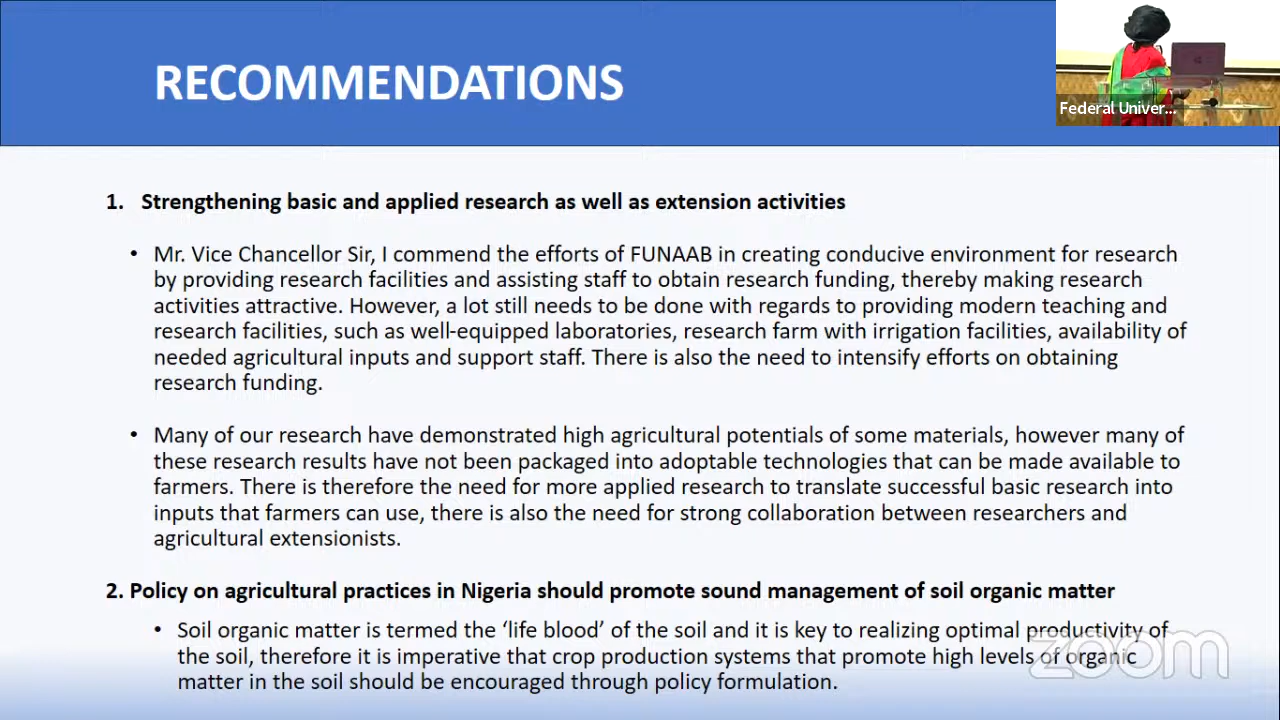 RECOMMENDATIONS
Federal Univer...
1. Strengthening basic and applied research as well as extension activities
• Mr. Vice Chancellor Sir, I commend the efforts of FUNAAB in creating conducive environment for research
by providing research facilities and assisting staff to obtain research funding, thereby making research
activities attractive. However, a lot still needs to be done with regards to providing modern teaching and
research facilities, such as well-equipped laboratories, research farm with irrigation facilities, availability of
needed agricultural inputs and support staff. There is also the need to intensify efforts on obtaining
research funding.
• Many of our research have demonstrated high agricultural potentials of some materials, however many of
these research results have not been packaged into adoptable technologies that can be made available to
farmers. There is therefore the need for more applied research to translate successful basic research into
inputs that farmers can use, there is also the need for strong collaboration between researchers and
agricultural extensionists.
2. Policy on agricultural practices in Nigeria should promote sound management of soil organic matter
• Soil organic matter is termed the ‘life blood’ of the soil and it is key to realizing optimal productivity of
the soil, therefore it is imperative that crop production systems that promote high levels of organic
matter in the soil should be encouraged through policy formulation.
zoom